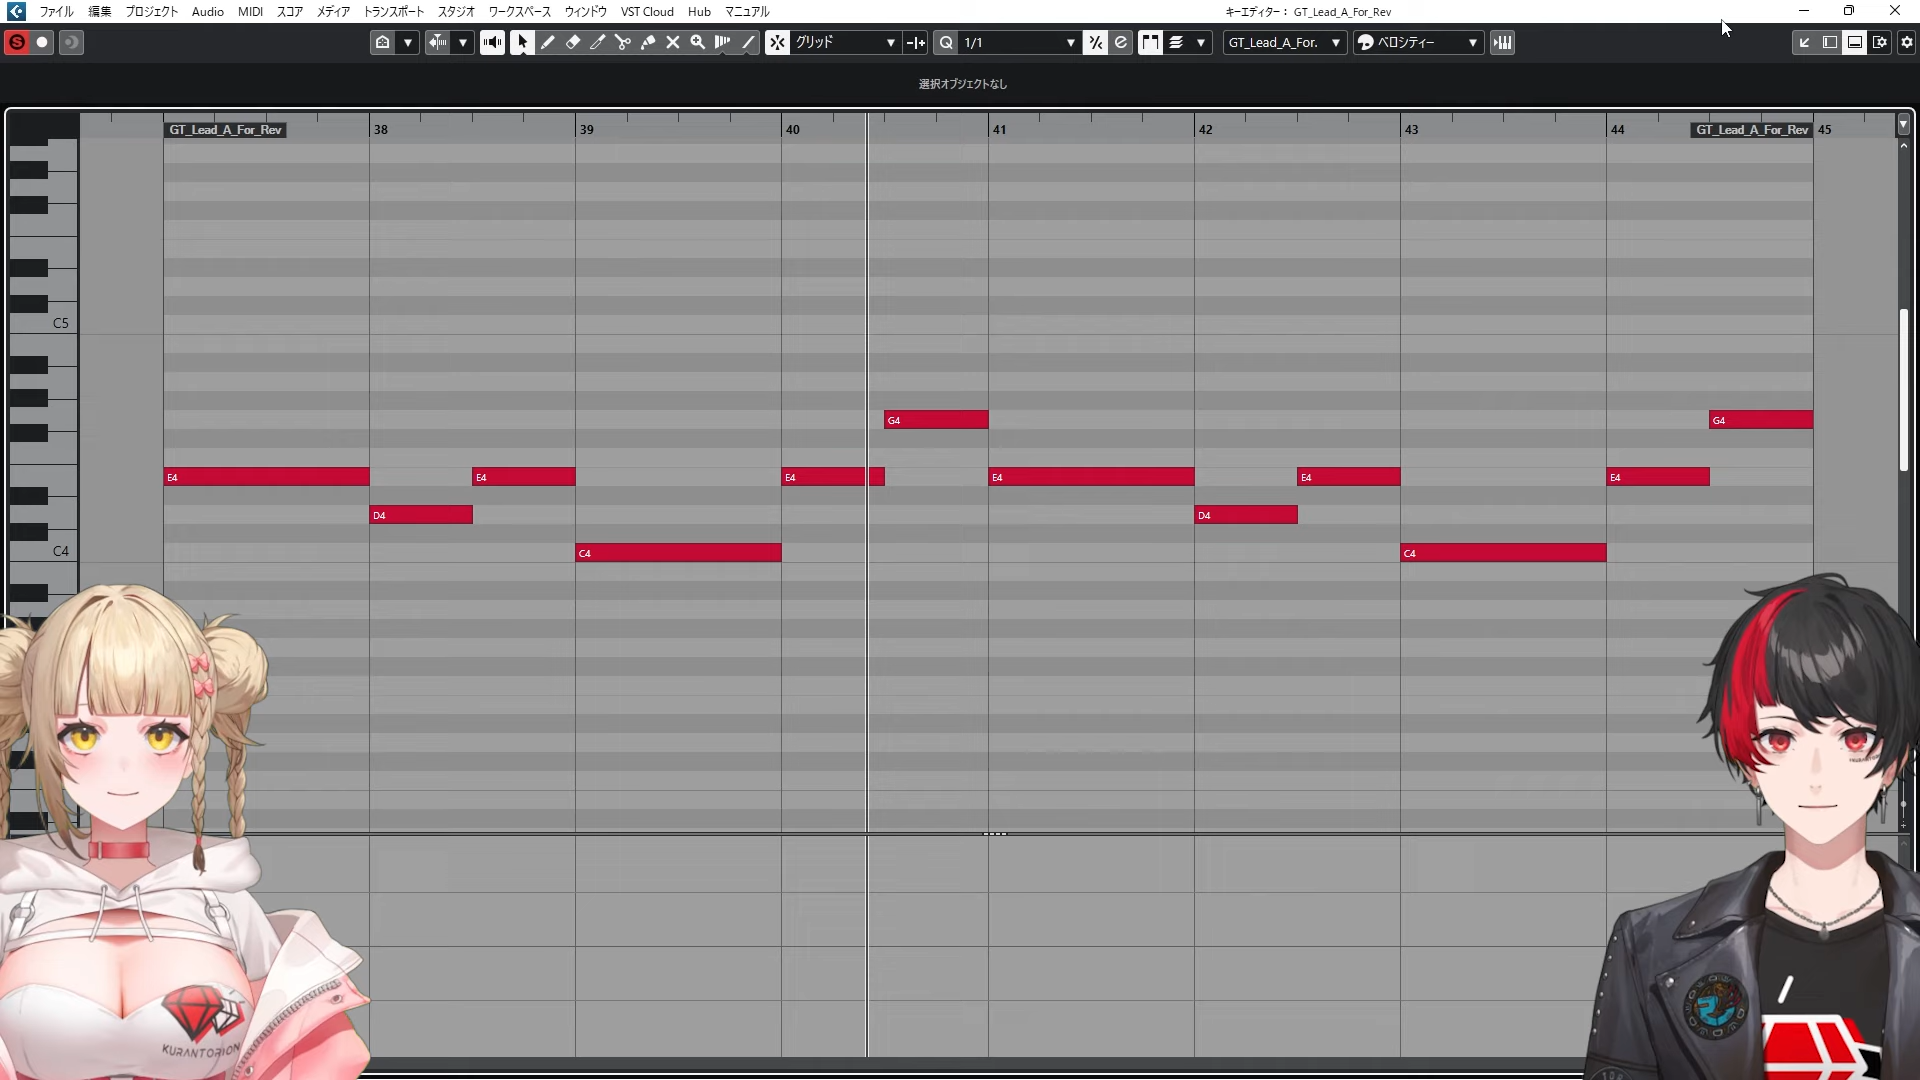 ファイル 編集 プロジェクト Audio MIDI スコア メディア トランスポート スタジオ ワークスペース ウィンドウ VST Cloud Hub マニュアル
キーエディター： GT_Lead_A_For_Rev
S グリッド Q 1/1 GT_Lead_A_For. ベロシティー
選択オブジェクトなし
GT_Lead_A_For_Rev 38 39 40 41 42 43 44 GT_Lead_A_For_Rev 45
C5
G4 G4
E4 E4 E4 E4 E4 E4
D4 D4
C4 C4 C4
KURANTORION